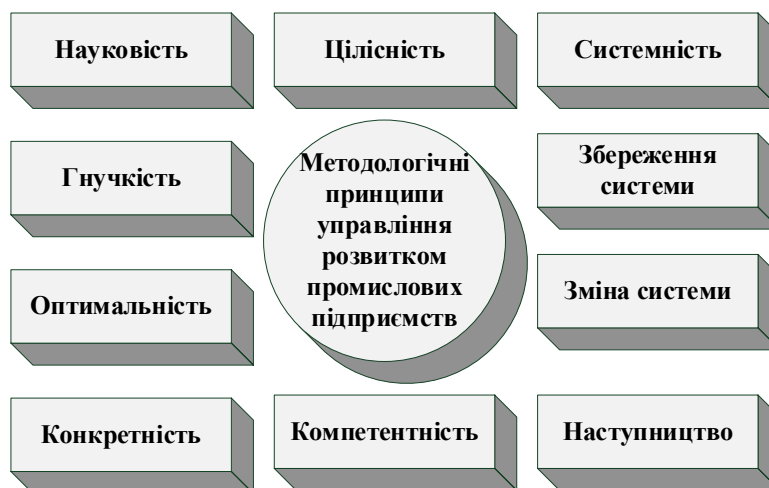 Науковість
Цілісність
Системність
Гнучкість
Методологічні
принципи
управління
розвитком
промислових
підприємств
Збереження
системи
Оптимальність
Зміна системи
Конкретність
Компетентність
Наступництво